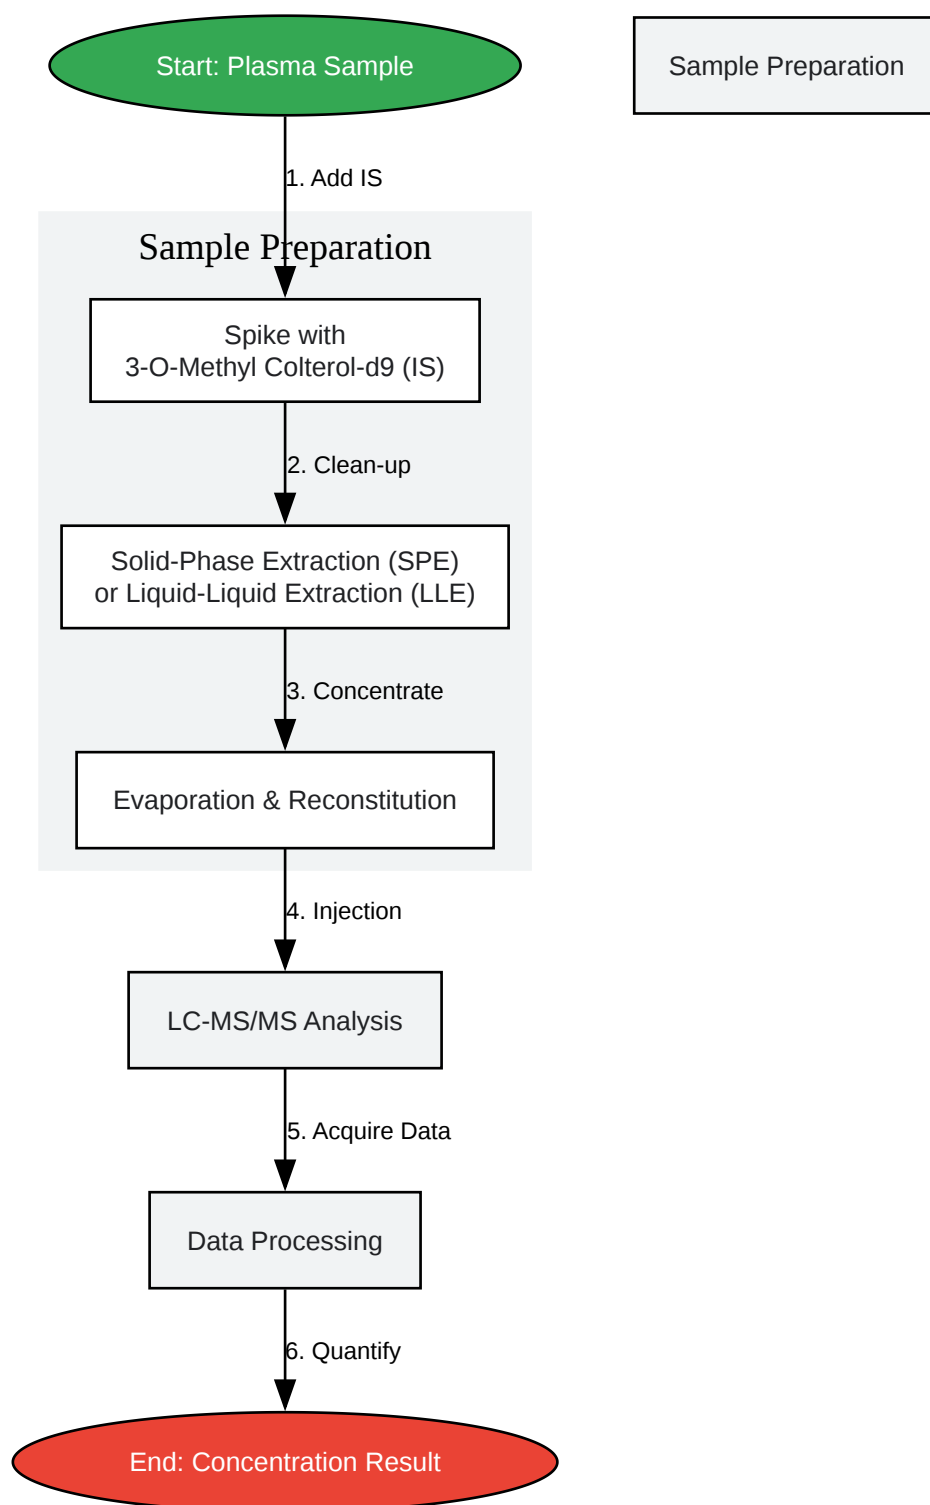 Start: Plasma Sample
Sample Preparation
1. Add IS
Sample Preparation
Spike with
3-O-Methyl Colterol-d9 (IS)
2. Clean-up
Solid-Phase Extraction (SPE)
or Liquid-Liquid Extraction (LLE)
3. Concentrate
Evaporation & Reconstitution
4. Injection
LC-MS/MS Analysis
5. Acquire Data
Data Processing
6. Quantify
End: Concentration Result